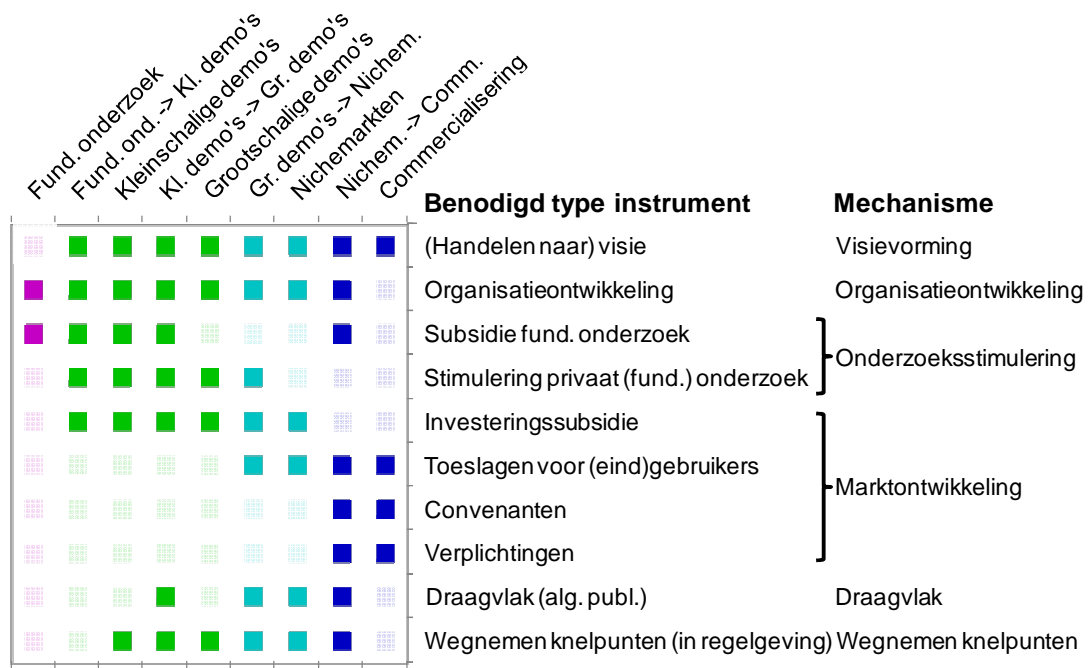 Fund. onderzoek
Fund. ond. -> Kl. demo's
Kleinschalige demo's
Kl. demo's -> Gr. demo's
Grootschalige demo's
Gr. demo's -> Nichem.
Nichemarkten
Nichem. -> Comm.
Commercialisering
Benodigd type instrument Mechanisme
(Handelen naar) visie Visievorming
Organisatieontwikkeling Organisatieontwikkeling
Subsidie fund. onderzoek
Onderzoeksstimulering
Stimulering privaat (fund.) onderzoek
Investeringssubsidie
Toeslagen voor (eind)gebruikers
Marktontwikkeling
Convenanten
Verplichtingen
Draagvlak (alg. publ.) Draagvlak
Wegnemen knelpunten (in regelgeving) Wegnemen knelpunten